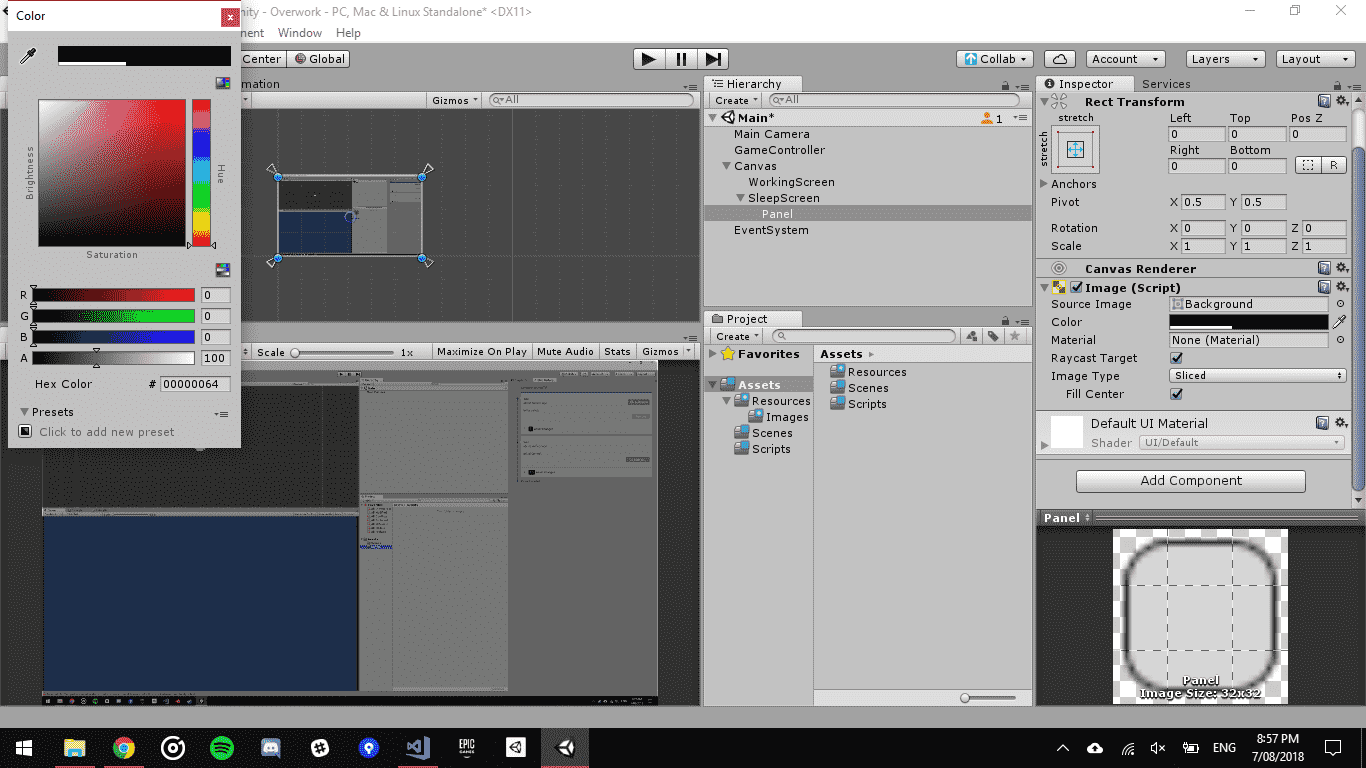 Color
nity - Overwork - PC, Mac & Linux Standalone* <DX11>
nent Window Help
Center Global
Collab
Account
Layers
Layout
mation
Gizmos
All
Brightness
Hue
Saturation
R 0
G 0
B 0
A 100
Hex Color # 00000064
Presets
Click to add new preset
Scale 1x
Maximize On Play
Mute Audio
Stats
Gizmos
Hierarchy
Create
All
Main*
1
Main Camera
GameController
Canvas
WorkingScreen
SleepScreen
Panel
EventSystem
Project
Create
Favorites
Assets
Resources
Images
Scenes
Scripts
Assets
Resources
Scenes
Scripts
Inspector
Services
Rect Transform
stretch
stretch
Left Top Pos Z
0 0 0
Right Bottom
0 0
R
Anchors
Pivot X 0.5 Y 0.5
Rotation X 0 Y 0 Z 0
Scale X 1 Y 1 Z 1
Canvas Renderer
Image (Script)
Source Image Background
Color
Material None (Material)
Raycast Target
Image Type Sliced
Fill Center
Default UI Material
Shader UI/Default
Add Component
Panel
Panel
Image Size: 32x32
EPIC
GAMES
ENG
8:57 PM
7/08/2018